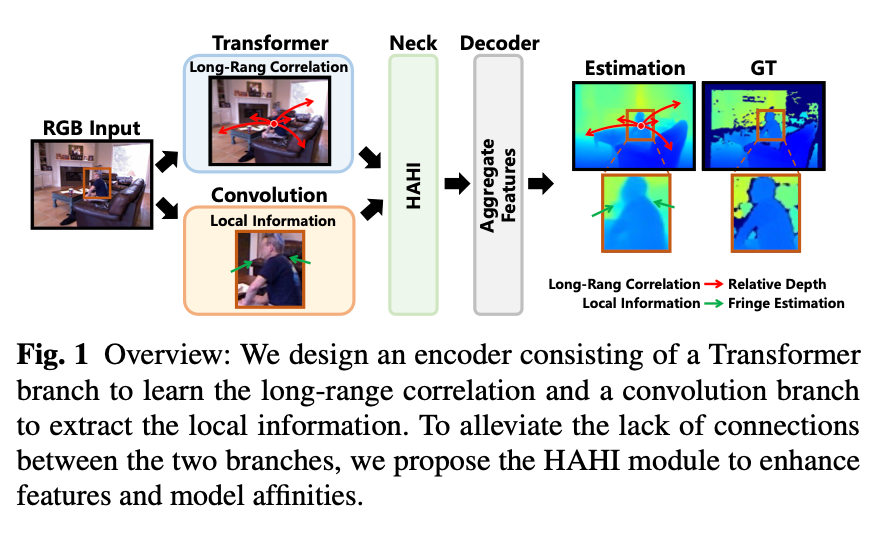 Transformer
Long-Rang Correlation
RGB Input
Convolution
Local Information
Neck
HAHI
Decoder
Aggregate
Features
Estimation
GT
Long-Rang Correlation → Relative Depth
Local Information → Fringe Estimation
Fig. 1 Overview: We design an encoder consisting of a Transformer
branch to learn the long-range correlation and a convolution branch
to extract the local information. To alleviate the lack of connections
between the two branches, we propose the HAHI module to enhance
features and model affinities.